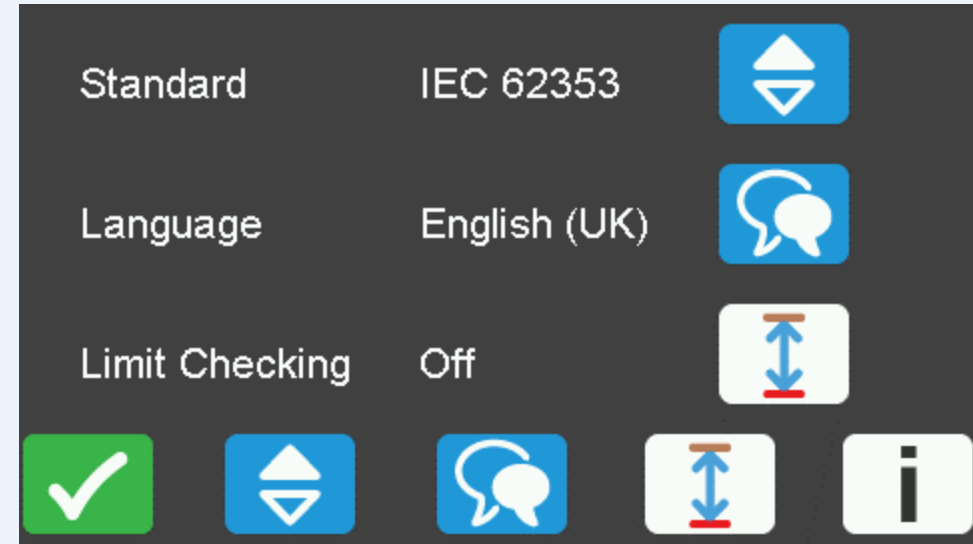 Standard IEC 62353
Language English (UK)
Limit Checking Off
i